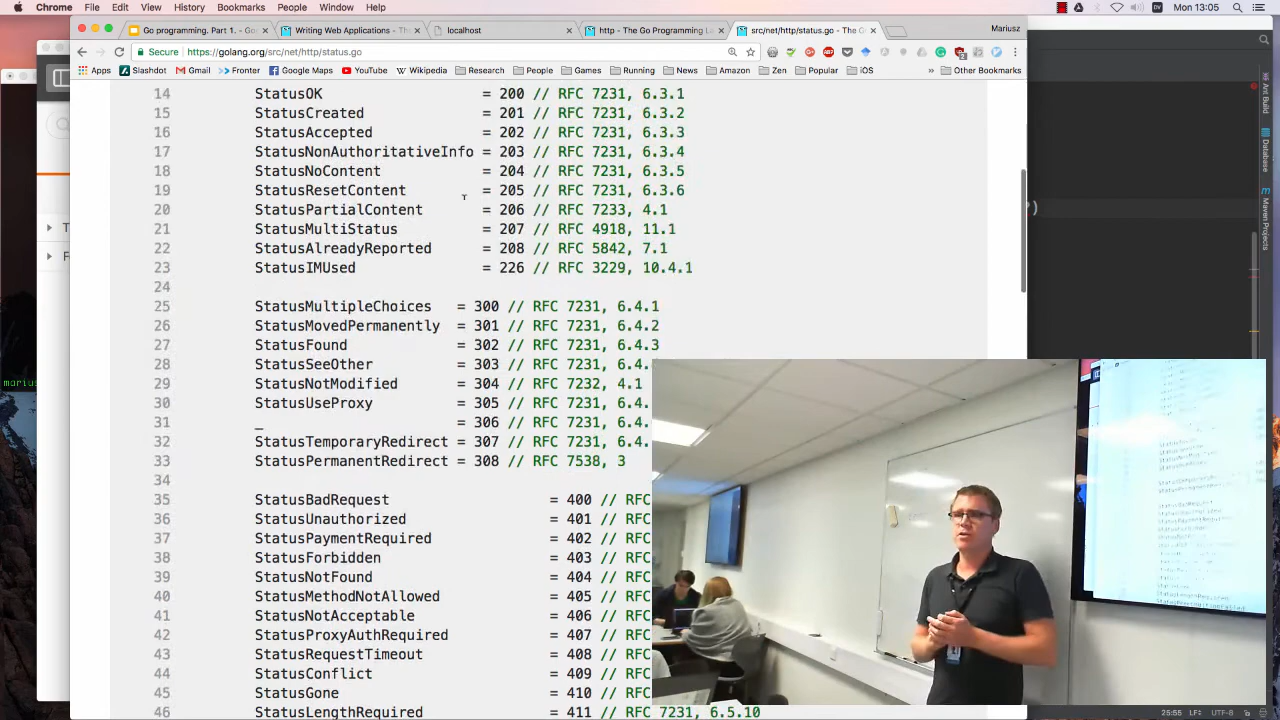 Chrome File Edit View History Bookmarks People Window Help
DV Mon 13:05
Go programming. Part 1. - G
Writing Web Applications - T
localhost
http - The Go Programming L
src/net/http/status.go - The G
Mariusz
Secure https://golang.org/src/net/http/status.go
Apps Slashdot Gmail Fronter Google Maps YouTube Wikipedia Research People Games Running News Amazon Zen Popular iOS » Other Bookmarks
14 StatusOK = 200 // RFC 7231, 6.3.1
15 StatusCreated = 201 // RFC 7231, 6.3.2
16 StatusAccepted = 202 // RFC 7231, 6.3.3
17 StatusNonAuthoritativeInfo = 203 // RFC 7231, 6.3.4
18 StatusNoContent = 204 // RFC 7231, 6.3.5
19 StatusResetContent = 205 // RFC 7231, 6.3.6
20 StatusPartialContent = 206 // RFC 7233, 4.1
21 StatusMultiStatus = 207 // RFC 4918, 11.1
22 StatusAlreadyReported = 208 // RFC 5842, 7.1
23 StatusIMUsed = 226 // RFC 3229, 10.4.1
24
25 StatusMultipleChoices = 300 // RFC 7231, 6.4.1
26 StatusMovedPermanently = 301 // RFC 7231, 6.4.2
27 StatusFound = 302 // RFC 7231, 6.4.3
28 StatusSeeOther = 303 // RFC 7231, 6.4.
29 StatusNotModified = 304 // RFC 7232, 4.1
30 StatusUseProxy = 305 // RFC 7231, 6.4.
31 _ = 306 // RFC 7231, 6.4.
32 StatusTemporaryRedirect = 307 // RFC 7231, 6.4.
33 StatusPermanentRedirect = 308 // RFC 7538, 3
34
35 StatusBadRequest = 400 // RFC
36 StatusUnauthorized = 401 // RFC
37 StatusPaymentRequired = 402 // RFC
38 StatusForbidden = 403 // RFC
39 StatusNotFound = 404 // RFC
40 StatusMethodNotAllowed = 405 // RFC
41 StatusNotAcceptable = 406 // RFC
42 StatusProxyAuthRequired = 407 // RFC
43 StatusRequestTimeout = 408 // RFC
44 StatusConflict = 409 // RFC
45 StatusGone = 410 // RFC
46 StatusLengthRequired = 411 // RFC 7231, 6.5.10
Ant Build
Database
Maven Projects
marius
25:55 LF÷ UTF-8